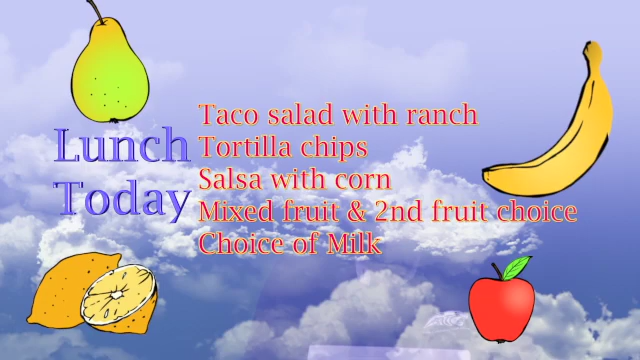 Lunch
Today
Taco salad with ranch
Tortilla chips
Salsa with corn
Mixed fruit & 2nd fruit choice
Choice of Milk